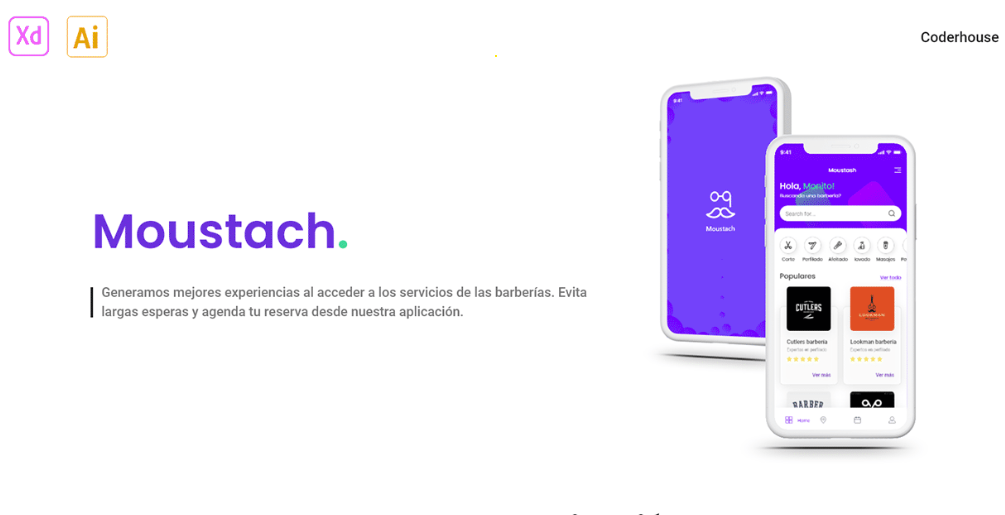 Xd
Ai
Coderhouse
Moustach.
Generamos mejores experiencias al acceder a los servicios de las barberías. Evita
largas esperas y agenda tu reserva desde nuestra aplicación.
9:41
Moustach
9:41
Moustash
Hola, Monito!
Buscando una barbería?
Search for...
Corte
Perfilado
Afeitado
lavado
Masajes
Populares
Ver todo
CUTLERS
LOOKMAN
Cutlers barbería
Lookman barbería
Expertos en perfilado
Expertos en perfilado
Ver más
Ver más
BARBER
Home